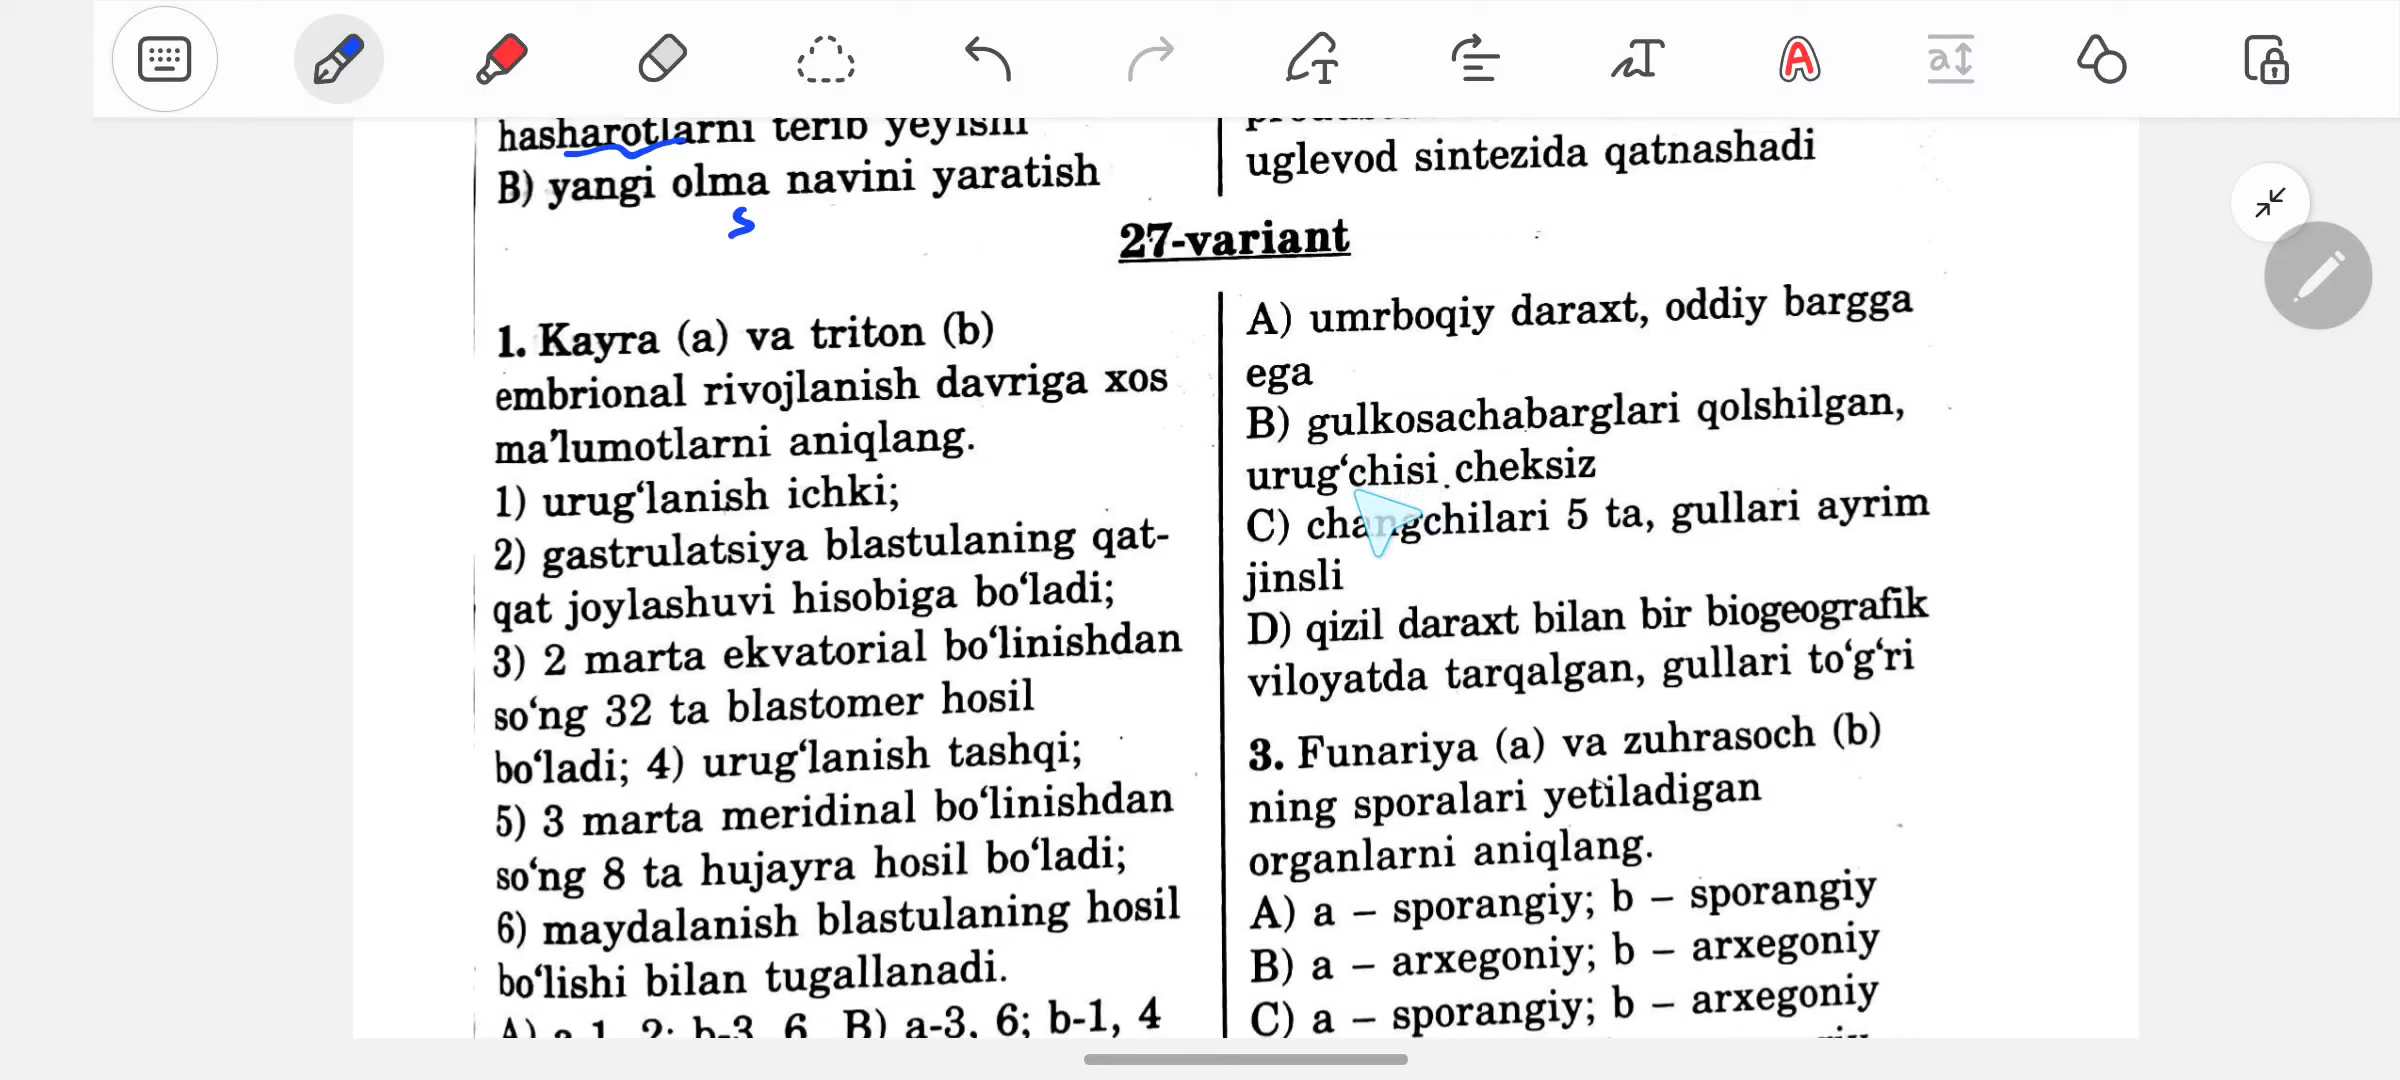 hasharotlarni terib yeyishi
B) yangi olma navini yaratish
s
uglevod sintezida qatnashadi
27-variant
1. Kayra (a) va triton (b)
embrional rivojlanish davriga xos
ma’lumotlarni aniqlang.
1) urug‘lanish ichki;
2) gastrulatsiya blastulaning qat-
qat joylashuvi hisobiga bo‘ladi;
3) 2 marta ekvatorial bo‘linishdan
so‘ng 32 ta blastomer hosil
bo‘ladi; 4) urug‘lanish tashqi;
5) 3 marta meridinal bo‘linishdan
so‘ng 8 ta hujayra hosil bo‘ladi;
6) maydalanish blastulaning hosil
bo‘lishi bilan tugallanadi.
A) a-1, 2; b-3, 6 B) a-3, 6; b-1, 4
A) umrboqiy daraxt, oddiy bargga
ega
B) gulkosachabarglari qolshilgan,
urug‘chisi cheksiz
C) changchilari 5 ta, gullari ayrim
jinsli
D) qizil daraxt bilan bir biogeografik
viloyatda tarqalgan, gullari to‘g‘ri
3. Funariya (a) va zuhrasoch (b)
ning sporalari yetiladigan
organlarni aniqlang.
A) a – sporangiy; b – sporangiy
B) a – arxegoniy; b – arxegoniy
C) a – sporangiy; b – arxegoniy